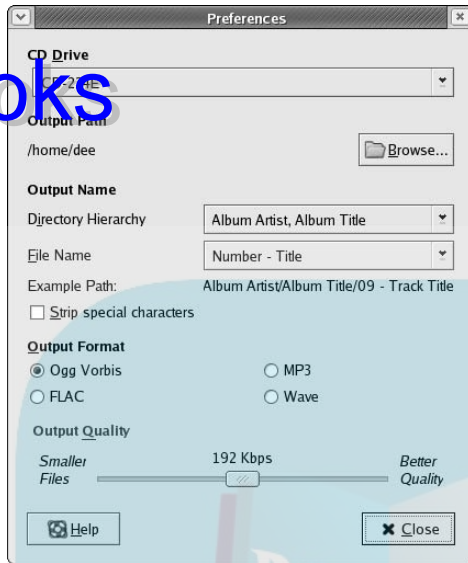 Preferences
CD Drive
oks
Output Path
/home/dee
Browse...
Output Name
Directory Hierarchy
Album Artist, Album Title
File Name
Number - Title
Example Path:
Album Artist/Album Title/09 - Track Title
Strip special characters
Output Format
Ogg Vorbis
MP3
FLAC
Wave
Output Quality
Smaller Files
192 Kbps
Better Quality
Help
Close